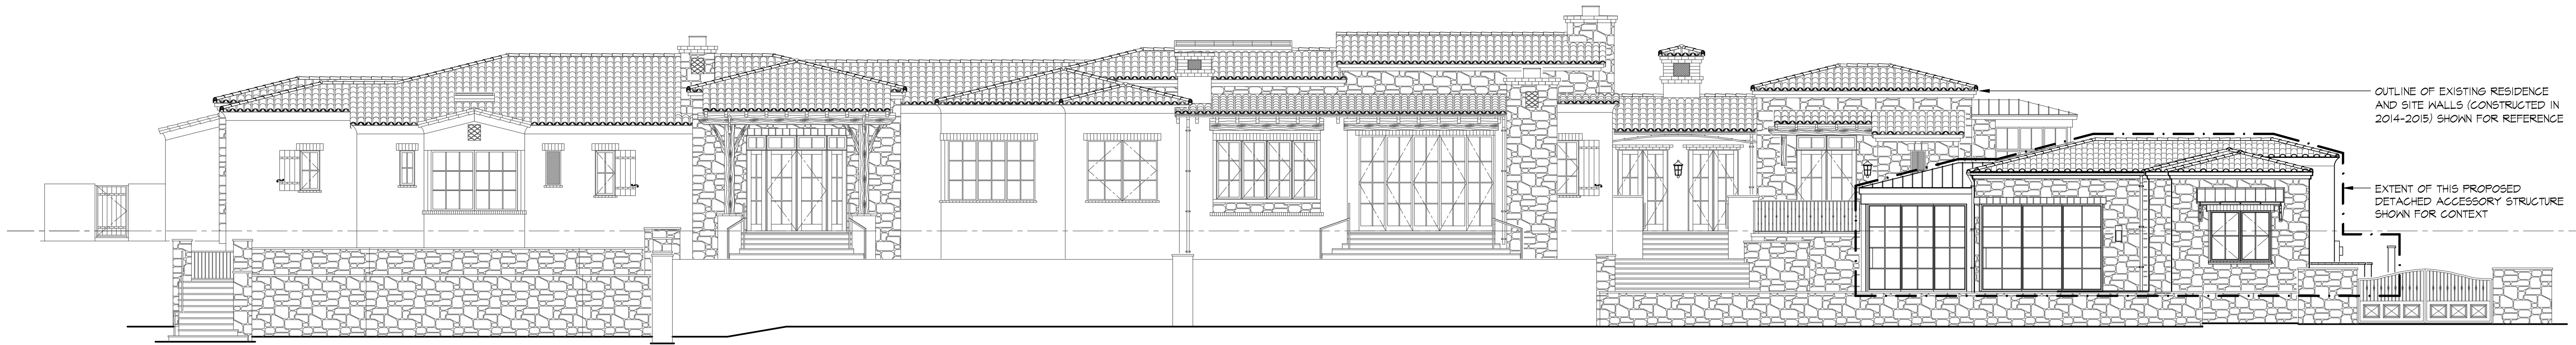 OUTLINE OF EXISTING RESIDENCE
AND SITE WALLS (CONSTRUCTED IN
2014-2015) SHOWN FOR REFERENCE
EXTENT OF THIS PROPOSED
DETACHED ACCESSORY STRUCTURE
SHOWN FOR CONTEXT